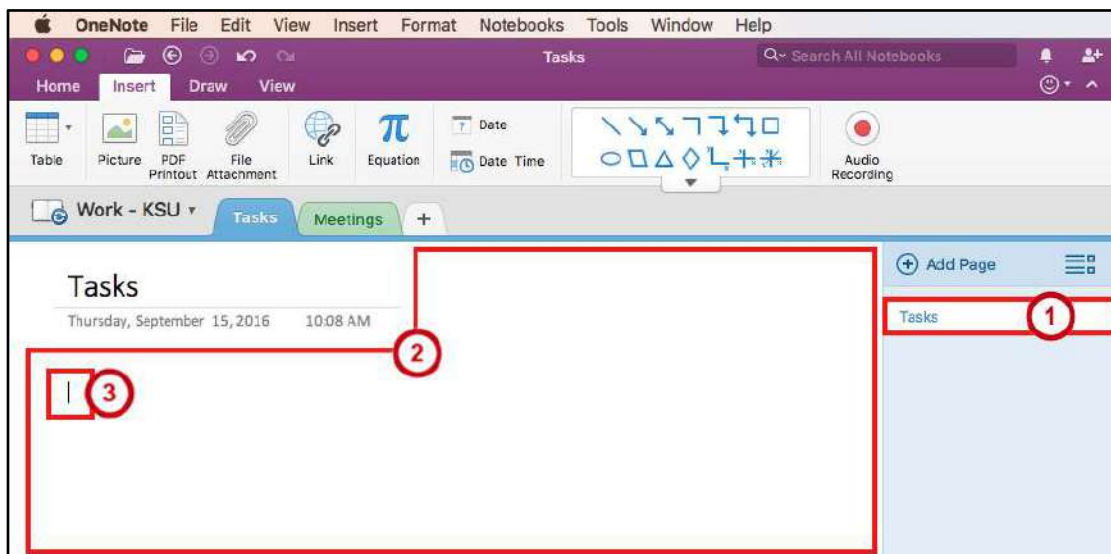 OneNote File Edit View Insert Format Notebooks Tools Window Help
Tasks Search All Notebooks
Home Insert Draw View
Table Picture PDF Printout File Attachment Link Equation Date Date Time Audio Recording
Work - KSU Tasks Meetings +
Add Page
Tasks
Tasks 1
Thursday, September 15, 2016 10:08 AM
2
3